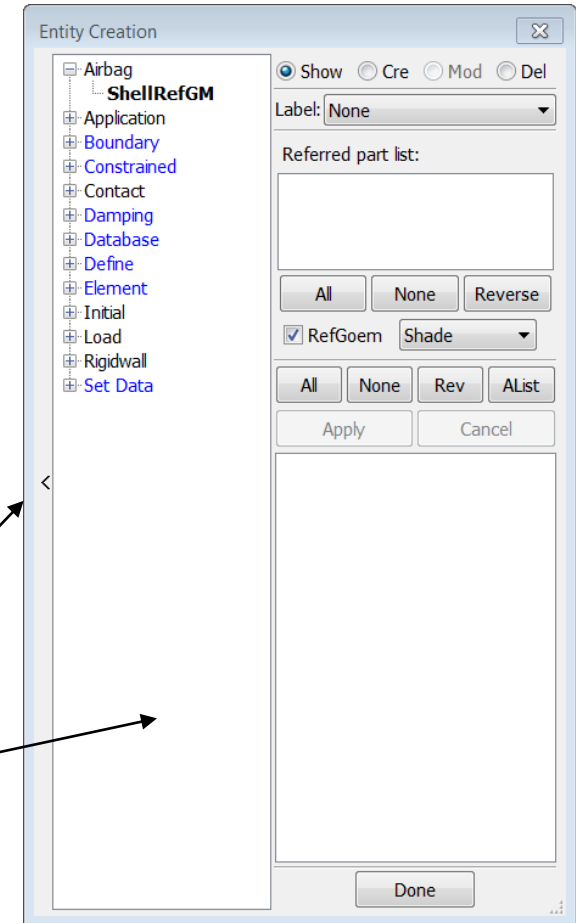 Entity Creation
Airbag
ShellRefGM
Application
Boundary
Constrained
Contact
Damping
Database
Define
Element
Initial
Load
Rigidwall
Set Data
<
Show Cre Mod Del
Label: None
Referred part list:
All None Reverse
RefGoem Shade
All None Rev AList
Apply Cancel
Done